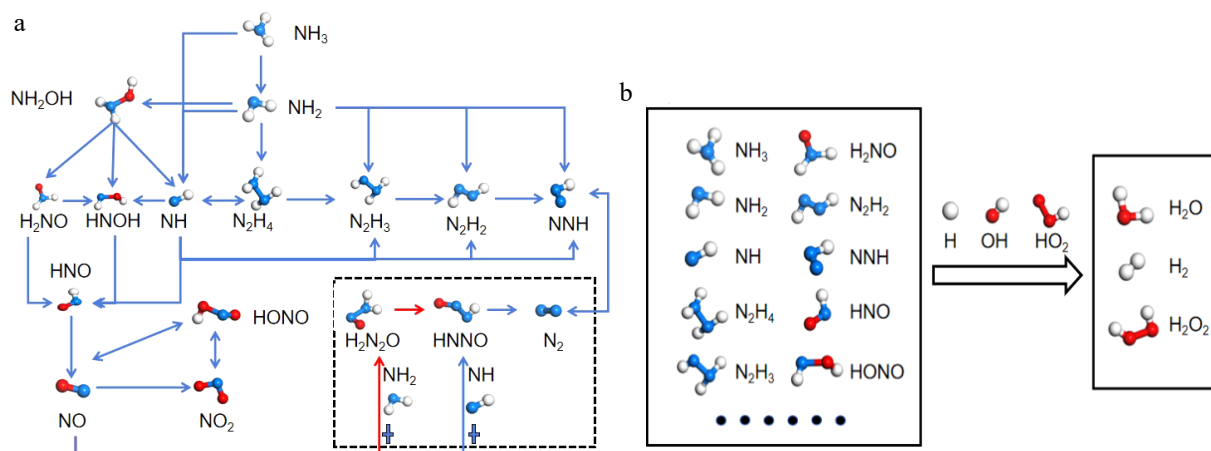 a
NH₃
NH₂OH
NH₂
H₂NO HNOH NH N₂H₄ N₂H₃ N₂H₂ NNH
HNO
HONO
H₂N₂O HNNO N₂
NH₂ NH
NO NO₂
+ +
b
NH₃ H₂NO
NH₂ N₂H₂
NH NNH
N₂H₄ HNO
N₂H₃ HONO
H OH HO₂
H₂O
H₂
H₂O₂